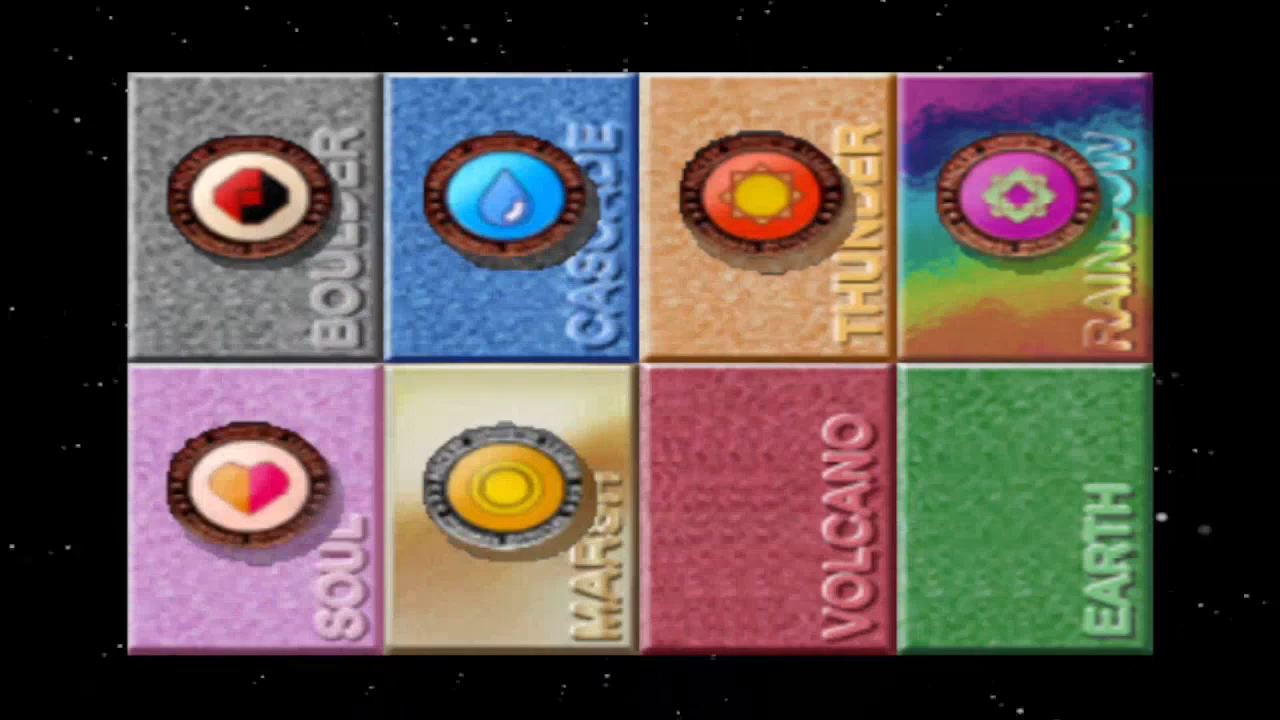 BOULDER
CASCADE
THUNDER
RAINBOW
SOUL
MARSH
VOLCANO
EARTH